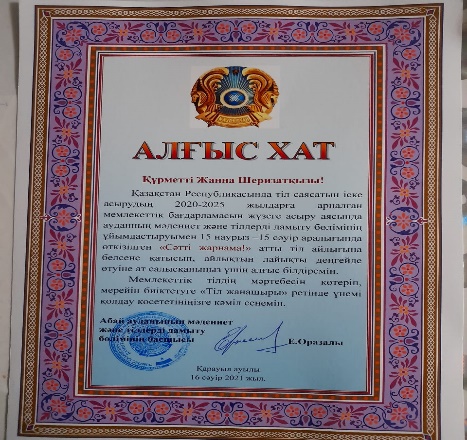 АЛҒЫС ХАТ
Құрметті Жанна Шеризатқызы!
Қазақстан Республикасында тіл саясатын іске
асырудың 2020-2025 жылдарға арналған
мемлекеттік бағдарламасын жүзеге асыру аясында
ауданның мәдениет және тілдерді дамыту бөлімінің
ұйымдастыруымен 15 наурыз - 15 сәуір аралығында
өткізілген «Сәтті жарнама!» атты тіл айлығына
белсене қатысып, айлықтың лайықты деңгейде
өтуіне ат салысқаныңыз үшін алғыс білдіремін.
Мемлекеттік тілдің мәртебесін көтеріп,
мерейін биіктетуге «Тіл жанашыры» ретінде үнемі
қолдау көсететіңізге кәміл сенемін.
Абай ауданының мәдениет
және тілдерді дамыту
бөлімінің басшысы
Е.Оразалы
Қарауыл ауылы
16 сәуір 2021 жыл.